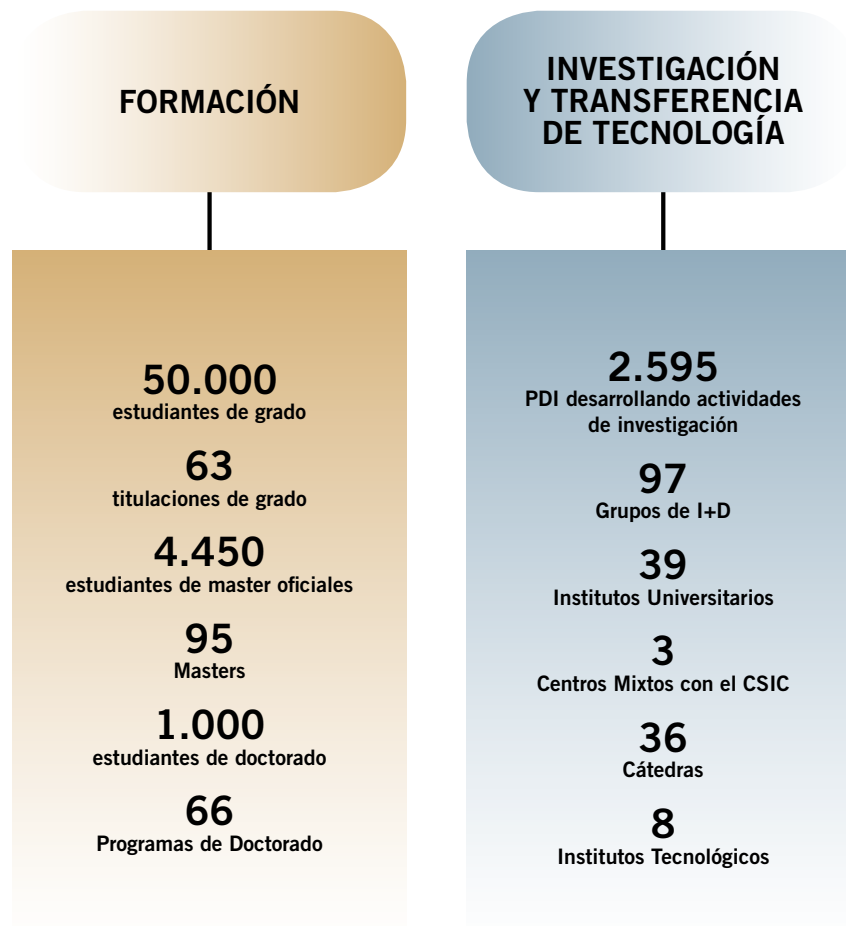 FORMACIÓN
50.000
estudiantes de grado
63
titulaciones de grado
4.450
estudiantes de master oficiales
95
Masters
1.000
estudiantes de doctorado
66
Programas de Doctorado
INVESTIGACIÓN
Y TRANSFERENCIA
DE TECNOLOGÍA
2.595
PDI desarrollando actividades
de investigación
97
Grupos de I+D
39
Institutos Universitarios
3
Centros Mixtos con el CSIC
36
Cátedras
8
Institutos Tecnológicos